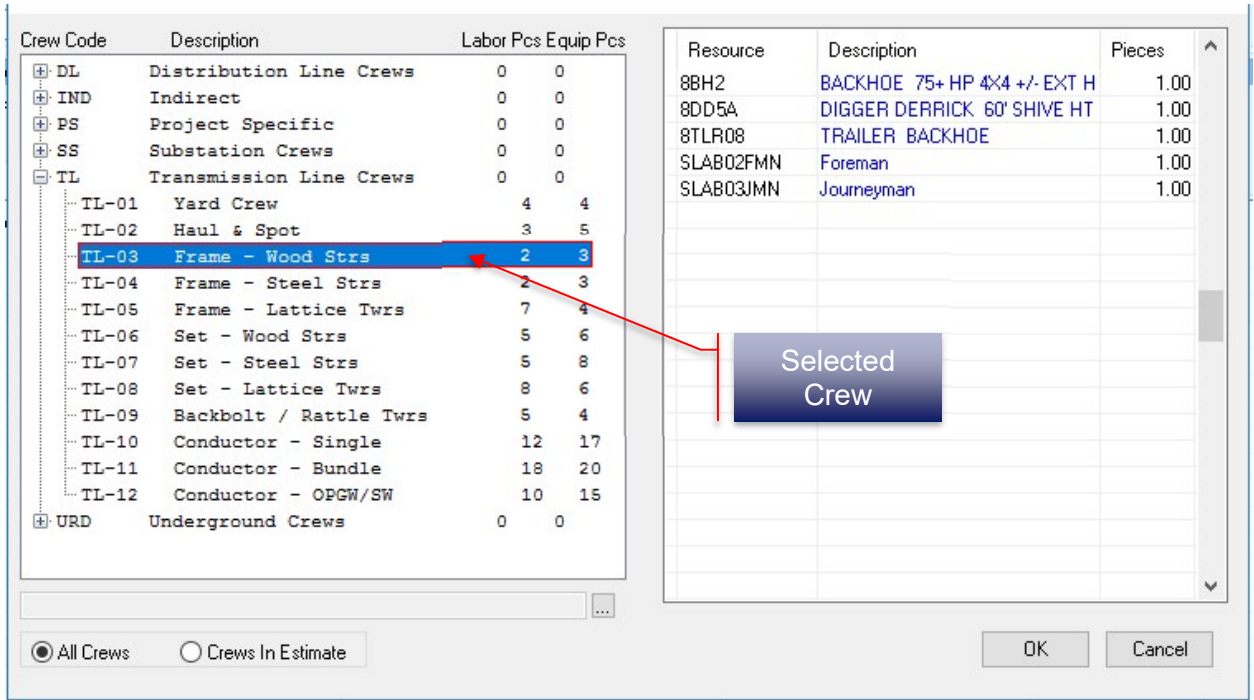 Crew Code Description Labor Pcs Equip Pcs
DL Distribution Line Crews 0 0
IND Indirect 0 0
PS Project Specific 0 0
SS Substation Crews 0 0
TL Transmission Line Crews 0 0
TL-01 Yard Crew 4 4
TL-02 Haul & Spot 3 5
TL-03 Frame - Wood Strs 2 3
TL-04 Frame - Steel Strs 2 3
TL-05 Frame - Lattice Twrs 7 4
TL-06 Set - Wood Strs 5 6
TL-07 Set - Steel Strs 5 8
TL-08 Set - Lattice Twrs 8 6
TL-09 Backbolt / Rattle Twrs 5 4
TL-10 Conductor - Single 12 17
TL-11 Conductor - Bundle 18 20
TL-12 Conductor - OPGW/SW 10 15
URD Underground Crews 0 0
...
All Crews Crews In Estimate
Resource Description Pieces
8BH2 BACKHOE 75+ HP 4X4 +/- EXT H 1.00
8DD5A DIGGER DERRICK 60' SHIVE HT 1.00
8TLR08 TRAILER BACKHOE 1.00
SLAB02FMN Foreman 1.00
SLAB03JMN Journeyman 1.00
Selected
Crew
OK Cancel